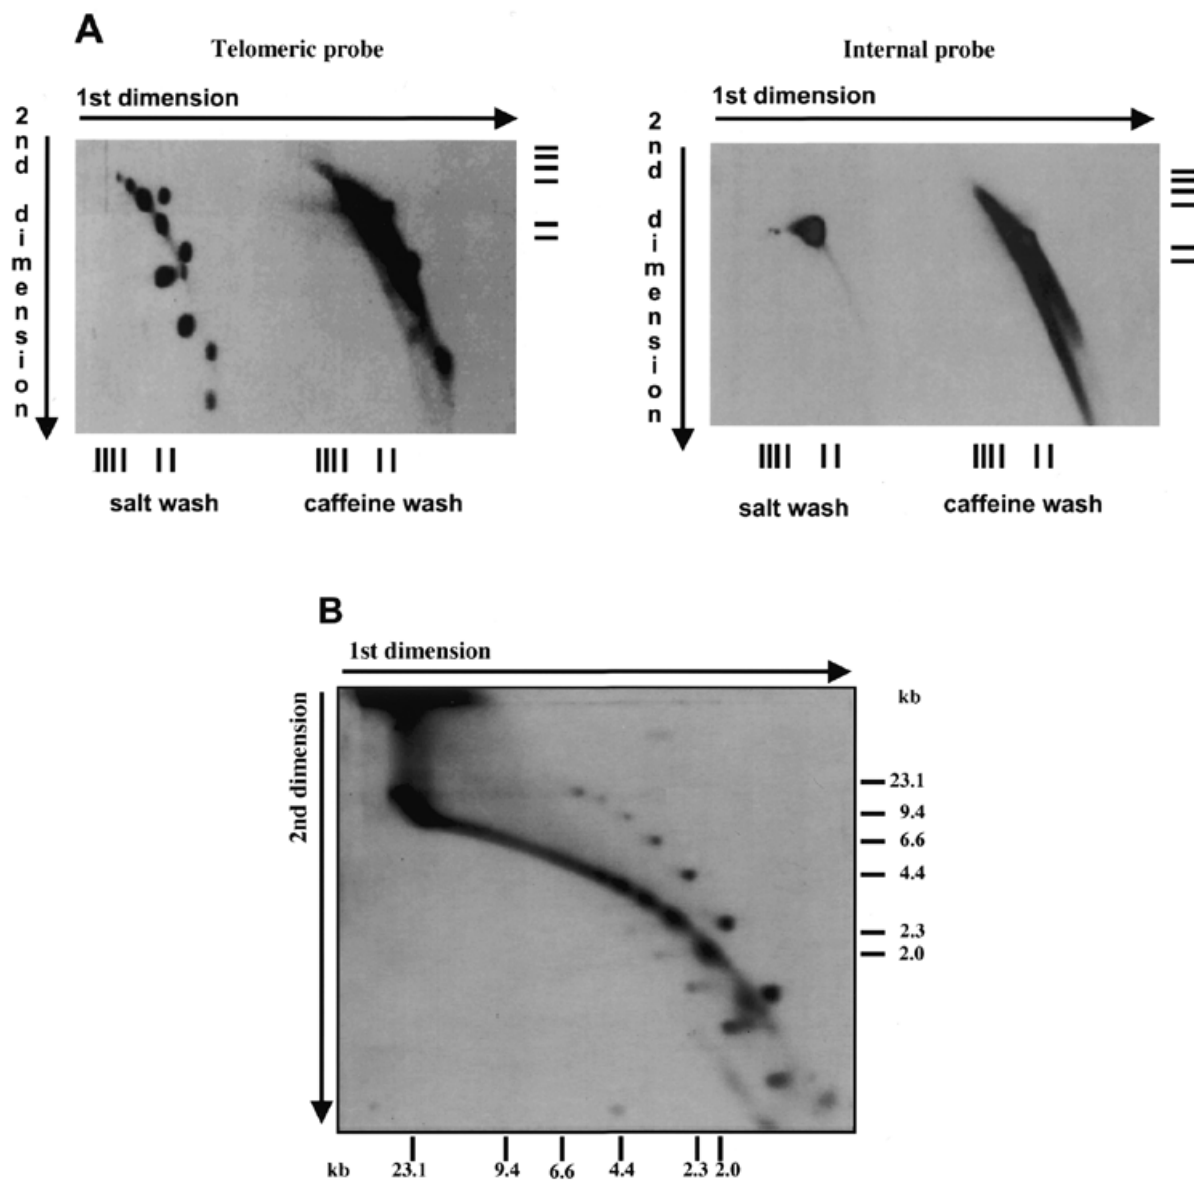 A
Telomeric probe
Internal probe
1st dimension
1st dimension
2nd dimension
2nd dimension
salt wash
caffeine wash
salt wash
caffeine wash
B
1st dimension
2nd dimension
kb
23.1
9.4
6.6
4.4
2.3
2.0
kb 23.1 9.4 6.6 4.4 2.3 2.0